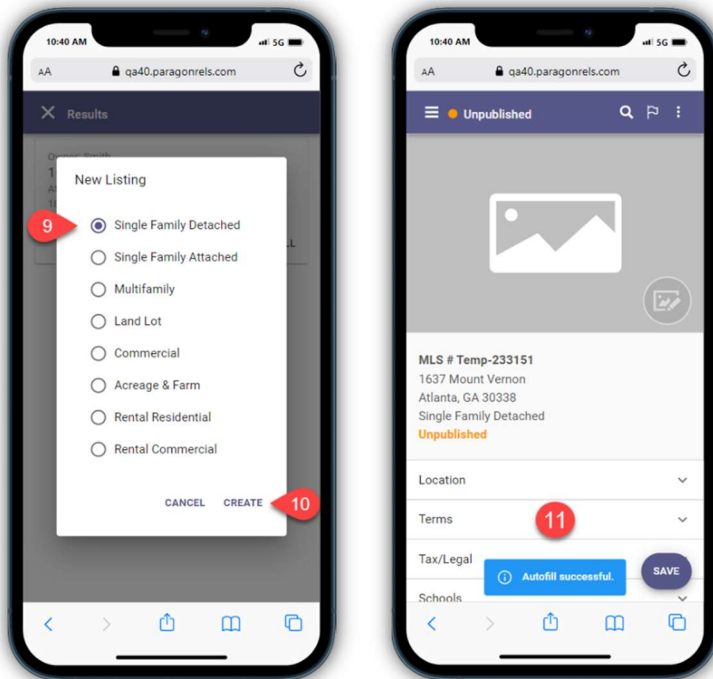 10:40 AM
5G
AA
qa40.paragonrels.com
Results
Owner: Smith
New Listing
9
Single Family Detached
Single Family Attached
Multifamily
Land Lot
Commercial
Acreage & Farm
Rental Residential
Rental Commercial
CANCEL
CREATE
10
10:40 AM
5G
AA
qa40.paragonrels.com
Unpublished
MLS # Temp-233151
1637 Mount Vernon
Atlanta, GA 30338
Single Family Detached
Unpublished
Location
Terms
11
Tax/Legal
Autofill successful.
SAVE
Schools